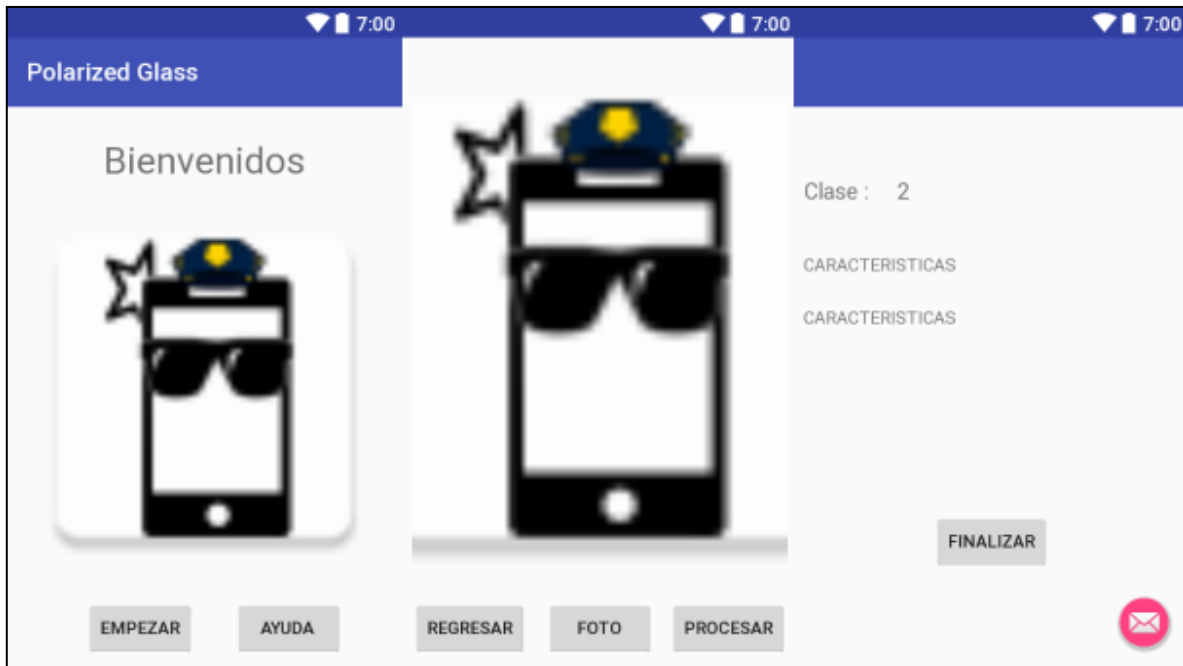 7:00
Polarized Glass
Bienvenidos
EMPEZAR AYUDA
7:00
REGRESAR FOTO PROCESAR
7:00
Clase : 2
CARACTERISTICAS
CARACTERISTICAS
FINALIZAR